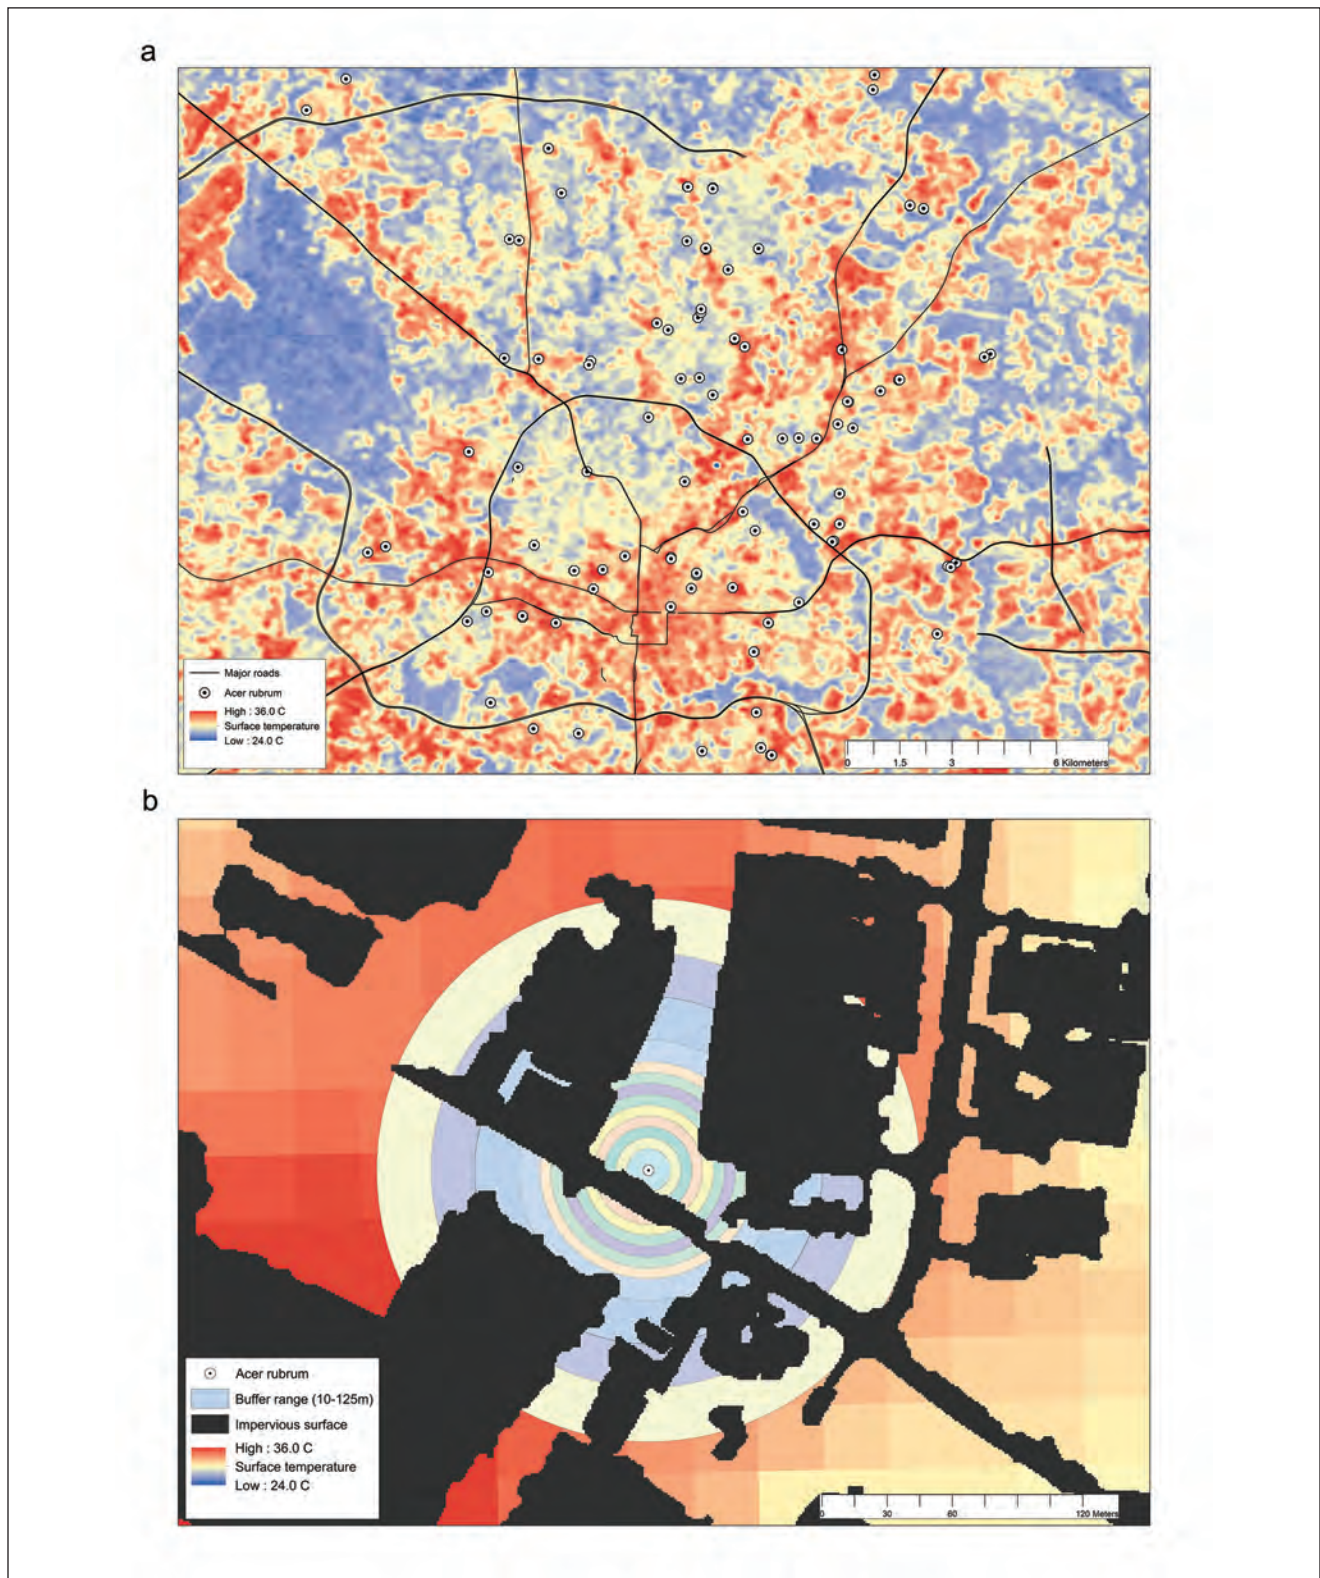 a
Major roads
Acer rubrum
High : 36.0 C
Surface temperature
Low : 24.0 C
0 1.5 3 6 Kilometers
b
Acer rubrum
Buffer range (10-125m)
Impervious surface
High : 36.0 C
Surface temperature
Low : 24.0 C
0 30 60 120 Meters